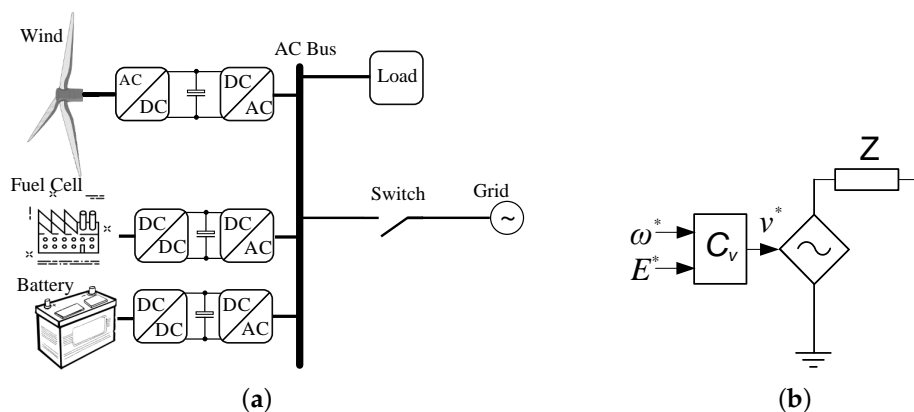 Wind
AC Bus
AC
DC
DC
AC
Load
Fuel Cell
DC
DC
DC
AC
Switch
Grid
~
Battery
DC
DC
DC
AC
(a)
Z
ω*
E*
Cv
v*
(b)